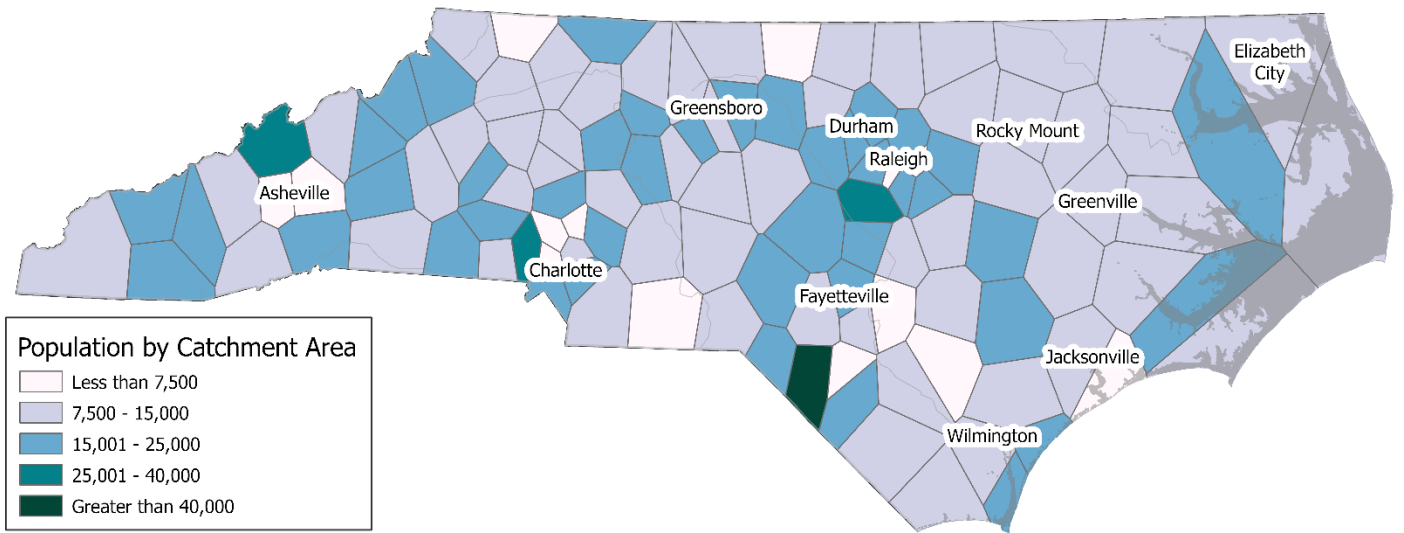 Elizabeth
City
Greensboro
Durham
Rocky Mount
Raleigh
Asheville
Greenville
Charlotte
Fayetteville
Jacksonville
Wilmington
Population by Catchment Area
Less than 7,500
7,500 - 15,000
15,001 - 25,000
25,001 - 40,000
Greater than 40,000